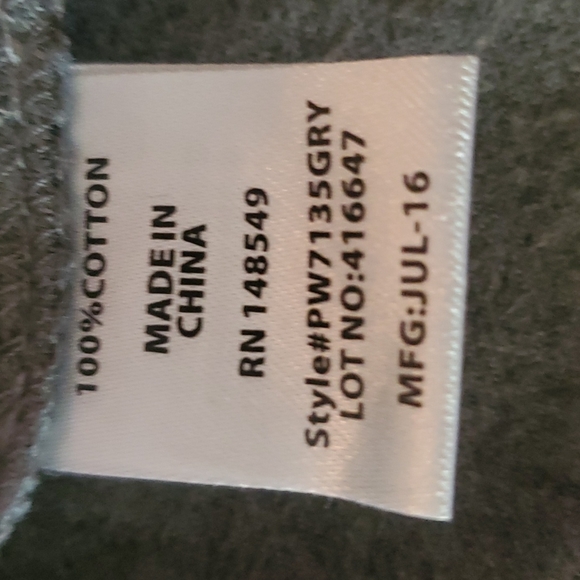 100%COTTON
MADE IN
CHINA
RN 148549
Style#PW7135GRY
LOT NO:416647
MFG:JUL-16